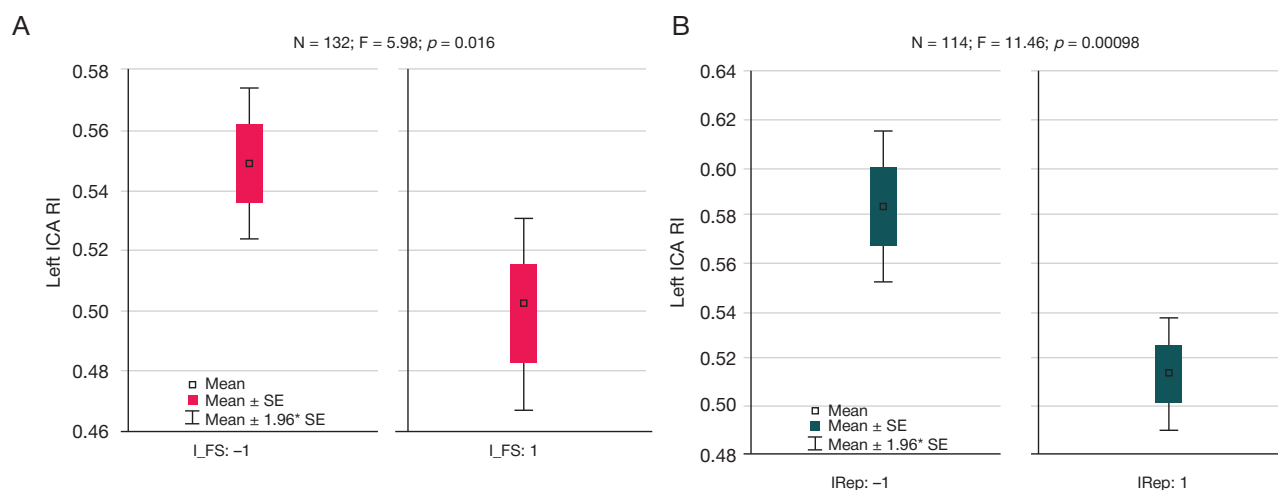 A
N = 132; F = 5.98; p = 0.016
Left ICA RI
0.58
0.56
0.54
0.52
0.50
0.48
0.46
Mean
Mean ± SE
Mean ± 1.96* SE
I_FS: –1
I_FS: 1
B
N = 114; F = 11.46; p = 0.00098
Left ICA RI
0.64
0.62
0.60
0.58
0.56
0.54
0.52
0.50
0.48
Mean
Mean ± SE
Mean ± 1.96* SE
IRep: –1
IRep: 1